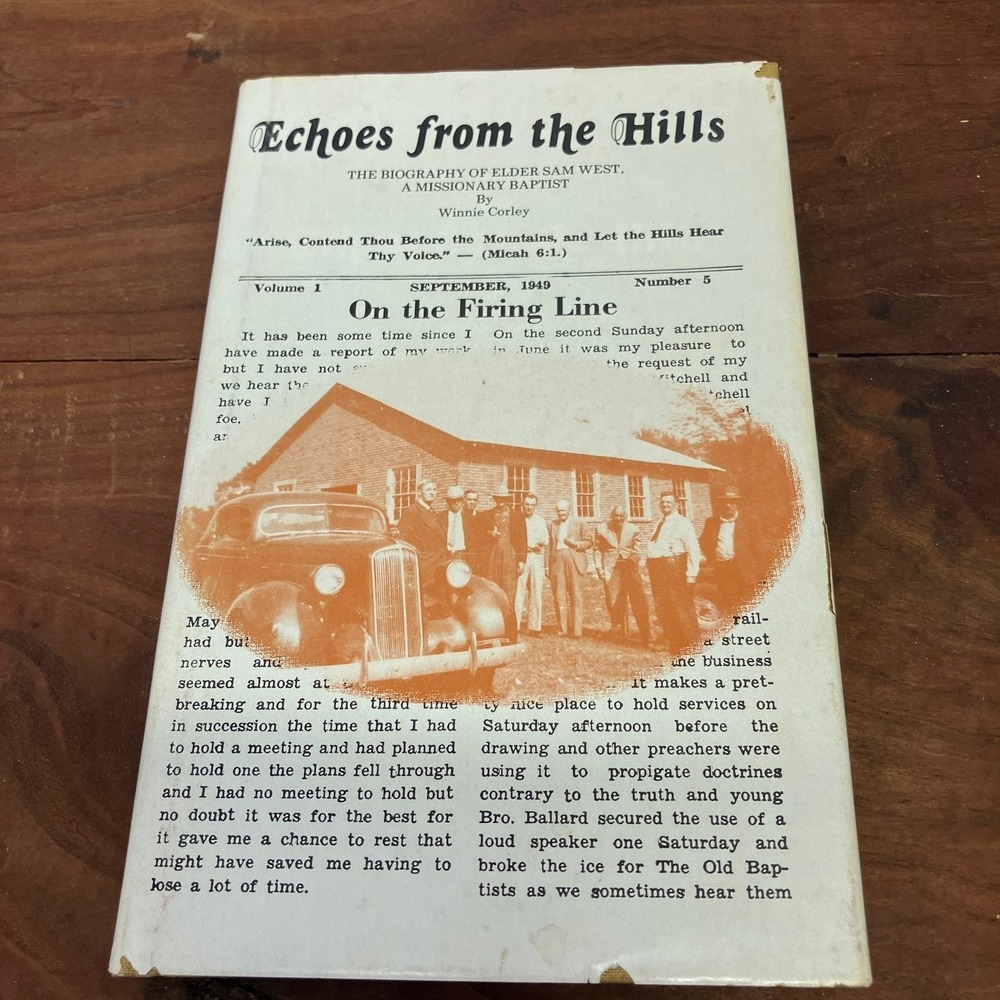 Echoes from the Hills
THE BIOGRAPHY OF ELDER SAM WEST,
A MISSIONARY BAPTIST
By
Winnie Corley
"Arise, Contend Thou Before the Mountains, and Let the Hills Hear
Thy Voice." — (Micah 6:1.)
Volume 1 SEPTEMBER, 1949 Number 5
On the Firing Line
It has been some time since I
have made a report of my work
but I have not
we hear the
have I
foe.
May
had but
nerves and
seemed almost at
breaking and for the third time
in succession the time that I had
to hold a meeting and had planned
to hold one the plans fell through
and I had no meeting to hold but
no doubt it was for the best for
it gave me a chance to rest that
might have saved me having to
lose a lot of time.
On the second Sunday afternoon
in June it was my pleasure to
the request of my
Mitchell and
rail-
a street
the business
It makes a pret-
ty nice place to hold services on
Saturday afternoon before the
drawing and other preachers were
using it to propigate doctrines
contrary to the truth and young
Bro. Ballard secured the use of a
loud speaker one Saturday and
broke the ice for The Old Bap-
tists as we sometimes hear them